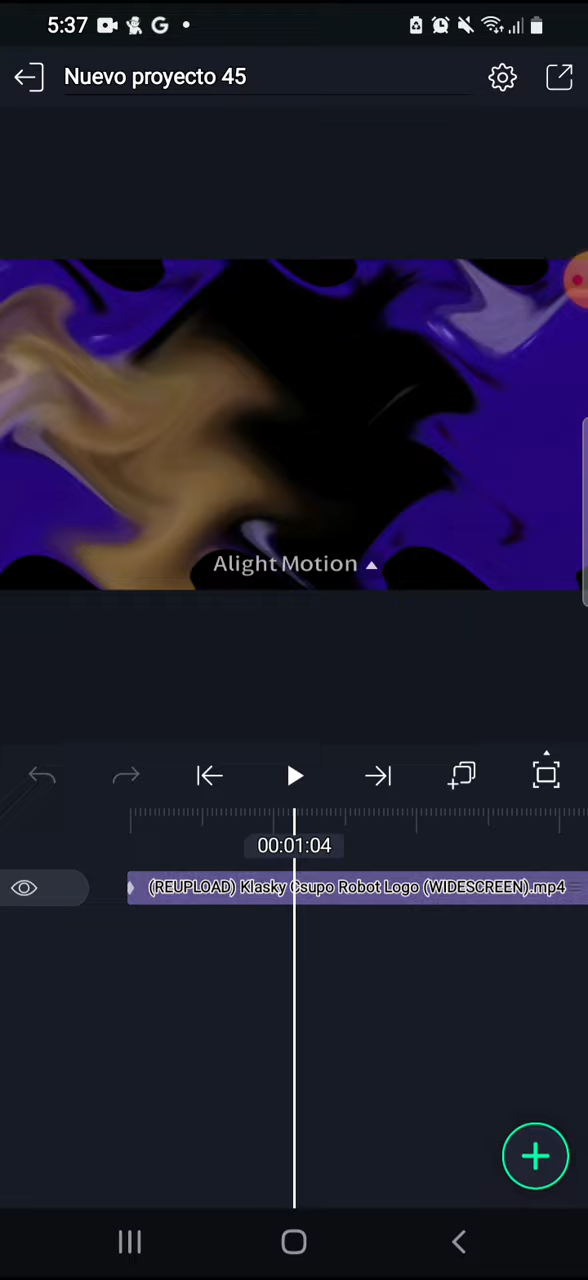 5:37
Nuevo proyecto 45
Alight Motion
00:01:04
(REUPLOAD) Klasky Csupo Robot Logo (WIDESCREEN).mp4